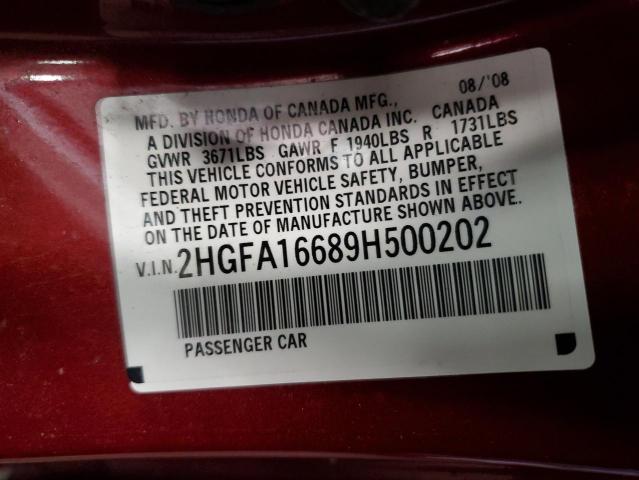 08/'08
MFD. BY HONDA OF CANADA MFG.,
A DIVISION OF HONDA CANADA INC. CANADA
GVWR 3671LBS GAWR F 1940LBS R 1731LBS
THIS VEHICLE CONFORMS TO ALL APPLICABLE
FEDERAL MOTOR VEHICLE SAFETY, BUMPER,
AND THEFT PREVENTION STANDARDS IN EFFECT
ON THE DATE OF MANUFACTURE SHOWN ABOVE.
V.I.N. 2HGFA16689H500202
PASSENGER CAR